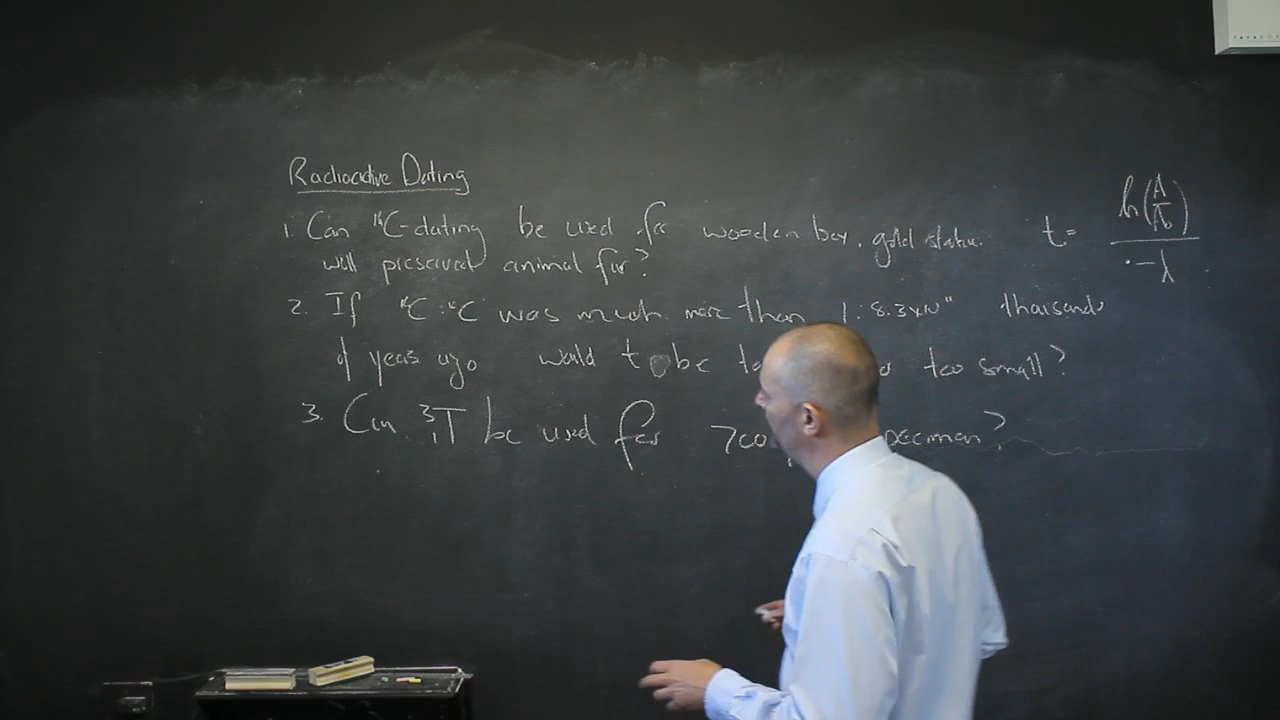 Radioactive Dating
1. Can ¹⁴C-dating be used for wooden box, gold statue, t= ln(A/A₀)/-λ
well preserved animal fur?
2. If ¹⁴C:¹²C was much more than 1:8.3x10¹¹ thousands
of years ago would t be too small?
3. Can ³₁T be used for 700 specimen?